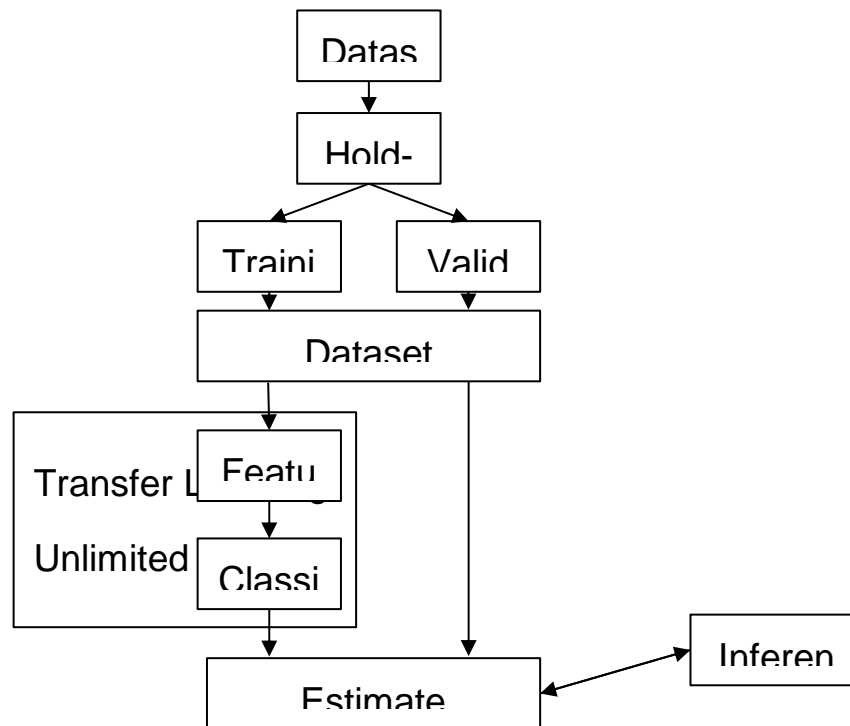 Datas
Hold-
Traini
Valid
Dataset
Transfer L
Featu
Unlimited
Classi
Estimate
Inferen